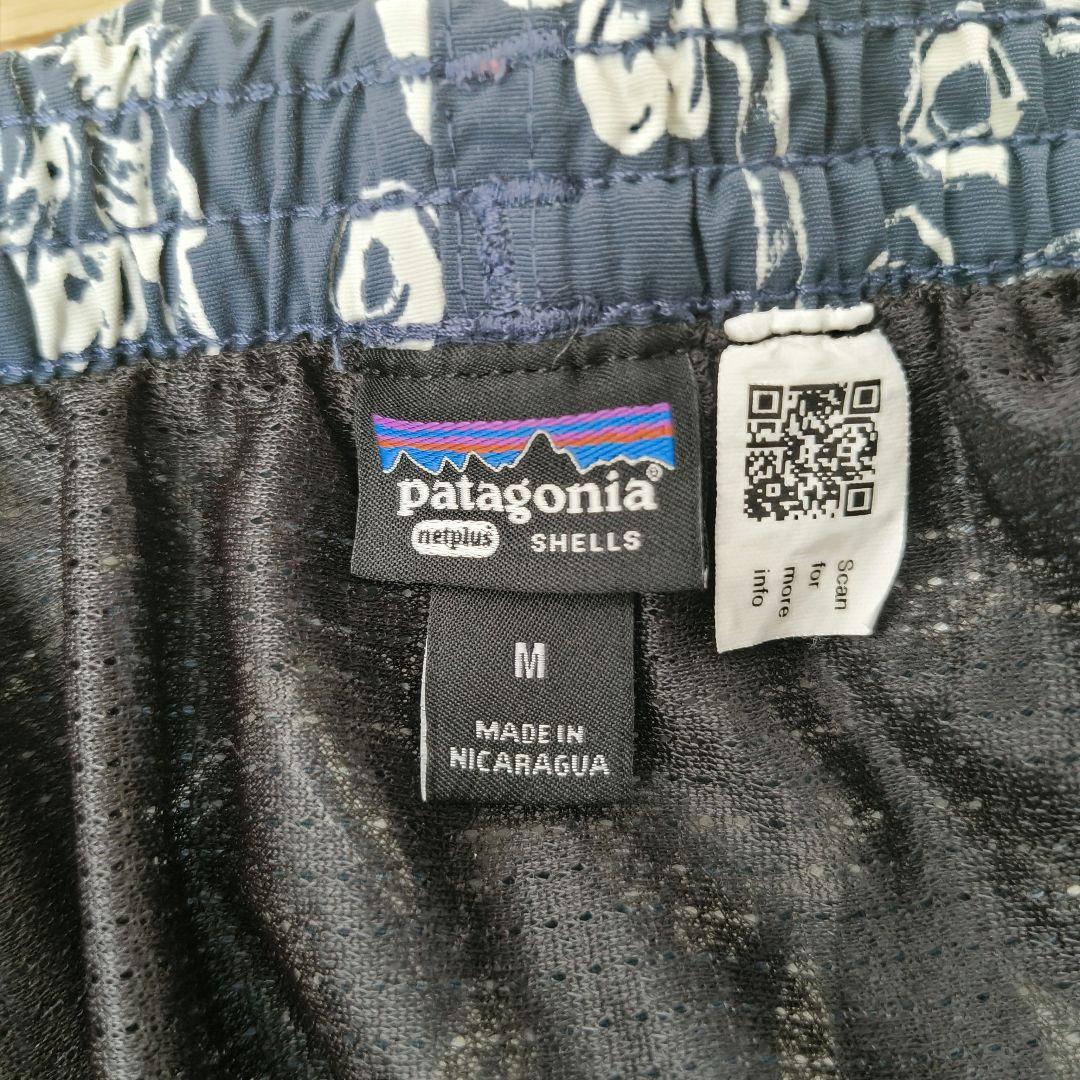 patagonia®
netplus SHELLS
M
MADE IN
NICARAGUA
Scan
for
more
info